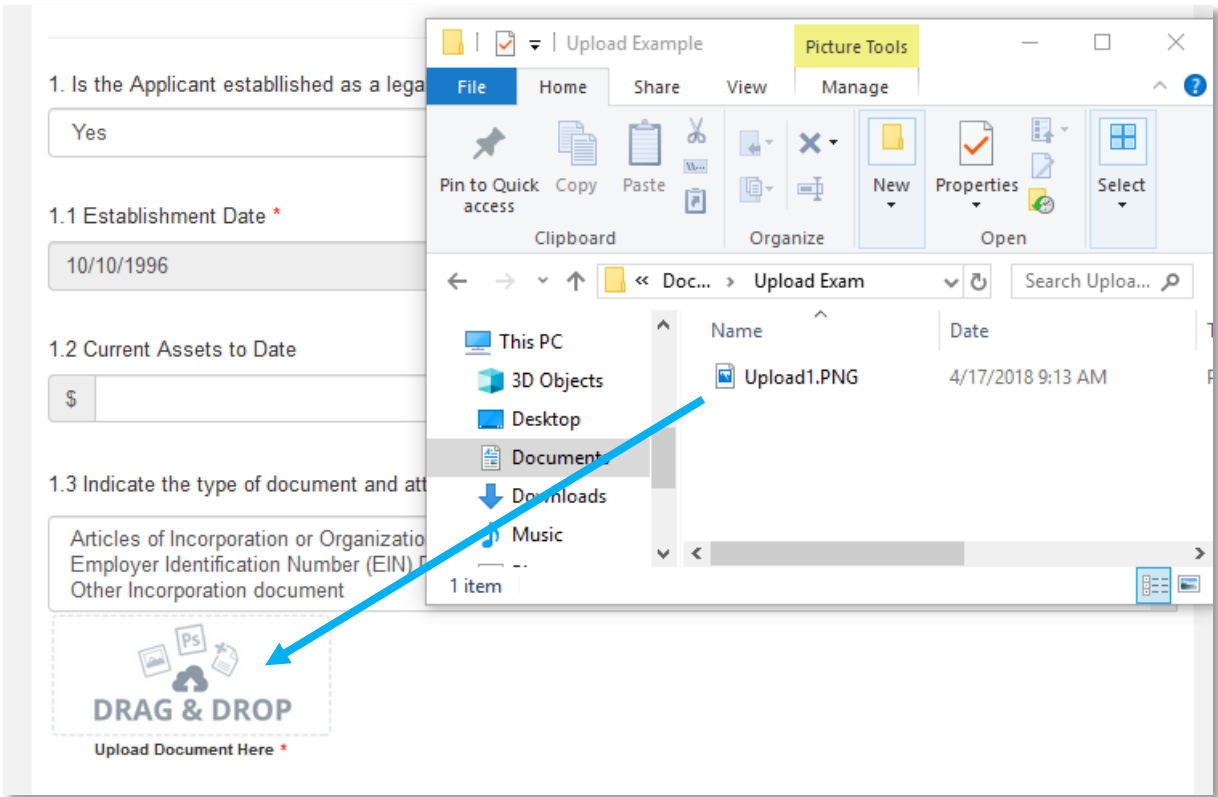 1. Is the Applicant establlished as a lega
Yes
1.1 Establishment Date *
10/10/1996
1.2 Current Assets to Date
$
1.3 Indicate the type of document and att
Articles of Incorporation or Organizatio
Employer Identification Number (EIN)
Other Incorporation document
Ps
DRAG & DROP
Upload Document Here *
Upload Example
Picture Tools
File Home Share View Manage
Pin to Quick access
Copy
Paste
New
Properties
Select
Clipboard
Organize
Open
« Doc... › Upload Exam
Search Uploa...
This PC
3D Objects
Desktop
Documents
Downloads
Music
Name Date
Upload1.PNG 4/17/2018 9:13 AM
1 item